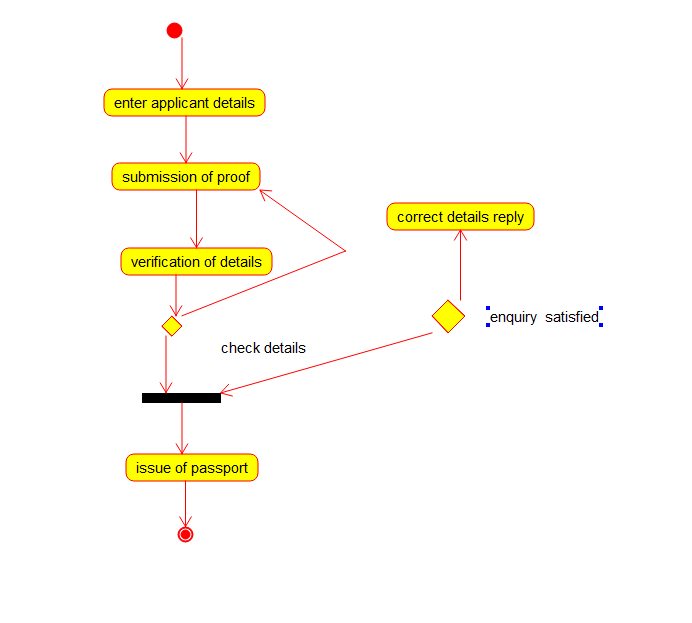 enter applicant details
submission of proof
correct details reply
verification of details
enquiry  satisfied
check details
issue of passport